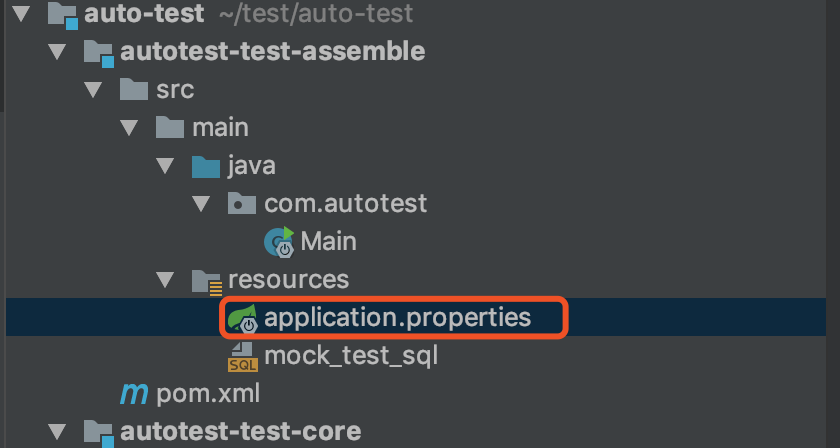 auto-test ~/test/auto-test
autotest-test-assemble
src
main
java
com.autotest
Main
resources
application.properties
SQL mock_test_sql
m pom.xml
autotest-test-core